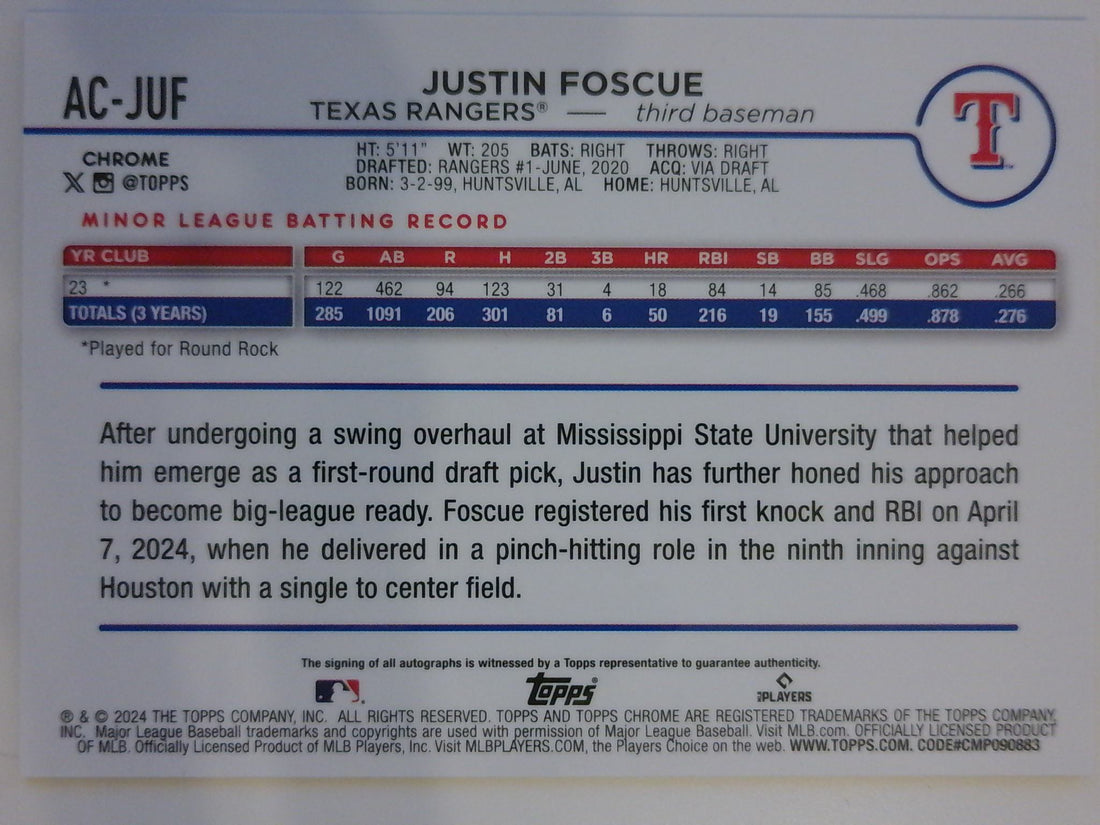 AC-JUF
JUSTIN FOSCUE
TEXAS RANGERS® — third baseman
T
CHROME
X @TOPPS
HT: 5'11" WT: 205 BATS: RIGHT THROWS: RIGHT
DRAFTED: RANGERS #1-JUNE, 2020 ACQ: VIA DRAFT
BORN: 3-2-99, HUNTSVILLE, AL HOME: HUNTSVILLE, AL
MINOR LEAGUE BATTING RECORD
YR CLUB G AB R H 2B 3B HR RBI SB BB SLG OPS AVG
23 * 122 462 94 123 31 4 18 84 14 85 .468 .862 .266
TOTALS (3 YEARS) 285 1091 206 301 81 6 50 216 19 155 .499 .878 .276
*Played for Round Rock
After undergoing a swing overhaul at Mississippi State University that helped
him emerge as a first-round draft pick, Justin has further honed his approach
to become big-league ready. Foscue registered his first knock and RBI on April
7, 2024, when he delivered in a pinch-hitting role in the ninth inning against
Houston with a single to center field.
The signing of all autographs is witnessed by a Topps representative to guarantee authenticity.
Topps® PLAYERS
® & © 2024 THE TOPPS COMPANY, INC. ALL RIGHTS RESERVED. TOPPS AND TOPPS CHROME ARE REGISTERED TRADEMARKS OF THE TOPPS COMPANY,
INC. Major League Baseball trademarks and copyrights are used with permission of Major League Baseball. Visit MLB.com. OFFICIALLY LICENSED PRODUCT
OF MLB. Officially Licensed Product of MLB Players, Inc. Visit MLBPLAYERS.COM, the Players Choice on the web. WWW.TOPPS.COM. CODE#CMP090883